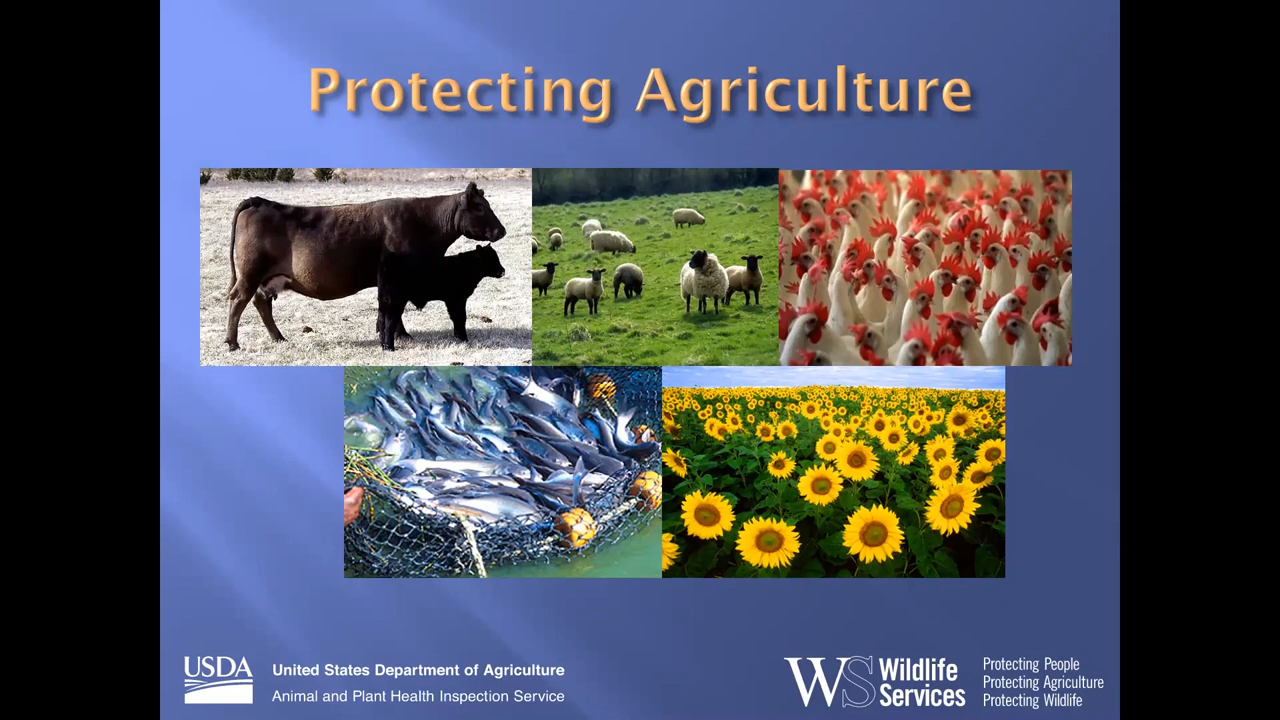 Protecting Agriculture
USDA
United States Department of Agriculture
Animal and Plant Health Inspection Service
WS Wildlife Services
Protecting People
Protecting Agriculture
Protecting Wildlife